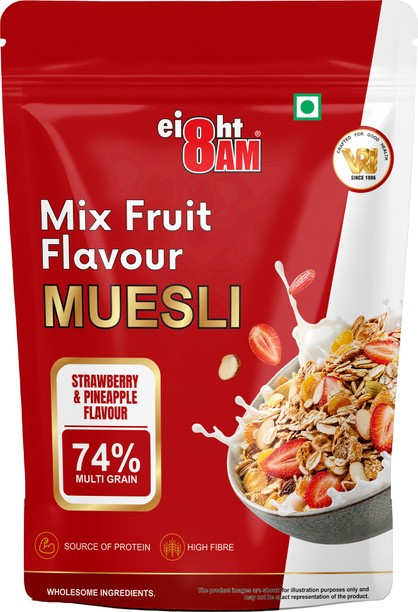 ei8ht
8AM®
CRAFTED FOR GOOD HEALTH
VRJ
SINCE 1986
Mix Fruit
Flavour
MUESLI
STRAWBERRY
& PINEAPPLE
FLAVOUR
74%
MULTI GRAIN
SOURCE OF PROTEIN
HIGH FIBRE
WHOLESOME INGREDIENTS.
The product images are shown for illustration purposes only and
may not be exact representation of the product.